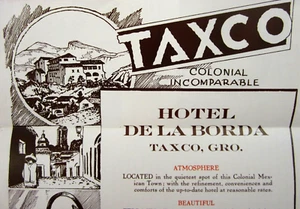 TAXCO
COLONIAL
INCOMPARABLE
HOTEL
DE LA BORDA
TAXCO, GRO.
ATMOSPHERE
LOCATED in the quietest spot of this Colonial Mex-
ican Town: with the refinement, conveniences and
comforts of the up-to-date hotel at reasonable rates.
BEAUTIFUL